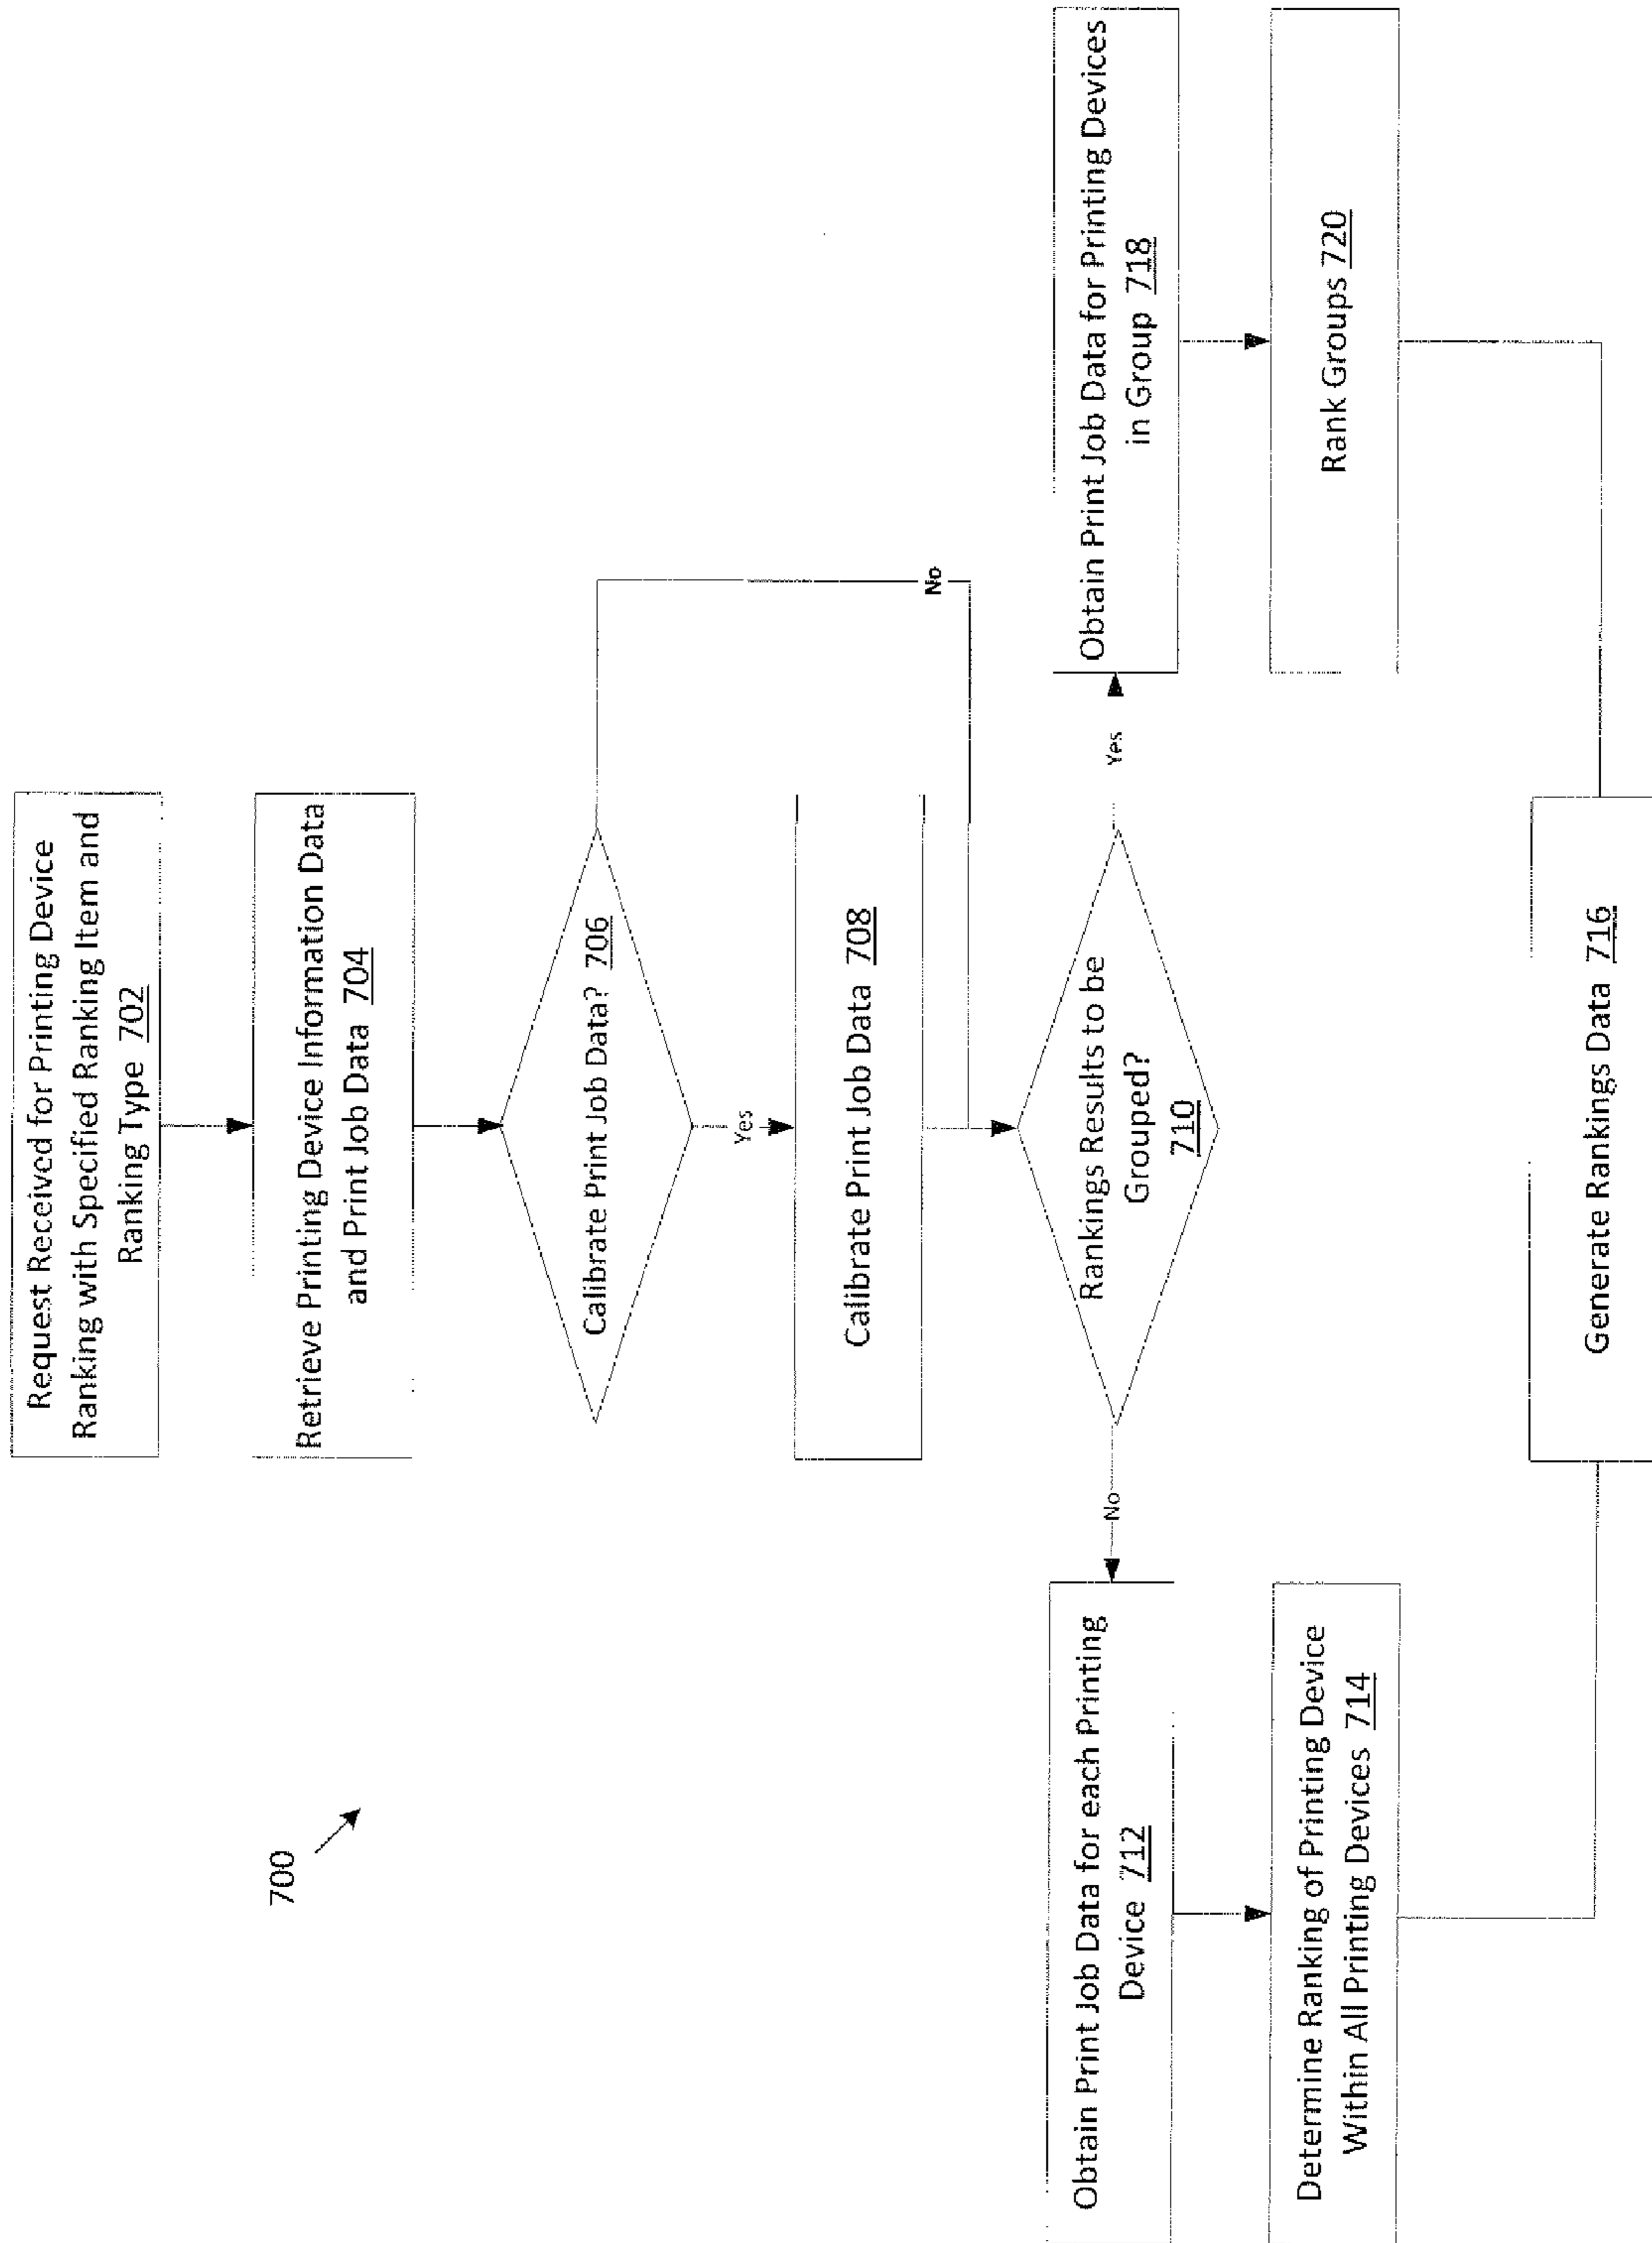 700
Request Received for Printing Device
Ranking with Specified Ranking Item and
Ranking Type 702
Retrieve Printing Device Information Data
and Print Job Data 704
Calibrate Print Job Data? 706
Yes
No
Calibrate Print Job Data 708
Rankings Results to be
Grouped?
710
No
Yes
Obtain Print Job Data for each Printing
Device 712
Determine Ranking of Printing Device
Within All Printing Devices 714
Obtain Print Job Data for Printing Devices
in Group 718
Rank Groups 720
Generate Rankings Data 716